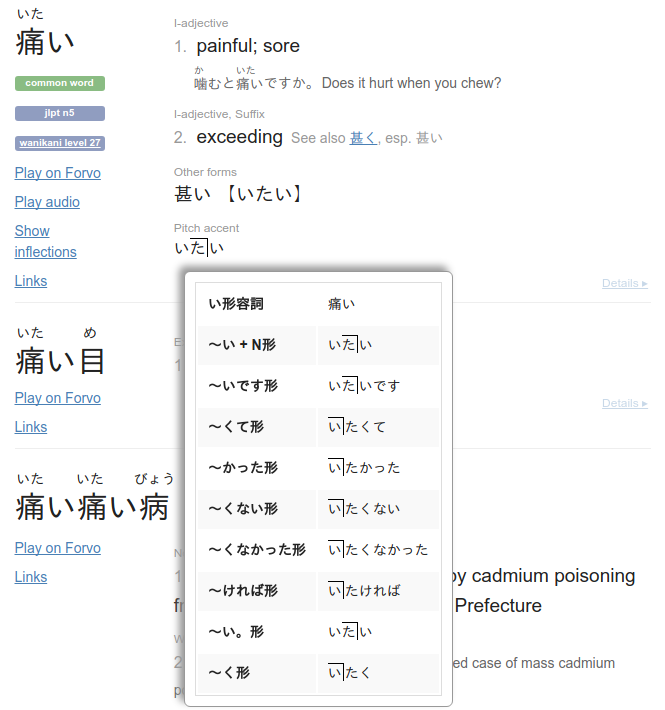 いた
痛い
common word
jlpt n5
wanikani level 27
Play on Forvo
Play audio
Show
inflections
Links
I-adjective
1. painful; sore
か いた
噛むと痛いですか。 Does it hurt when you chew?
I-adjective, Suffix
2. exceeding See also 甚く, esp. 甚い
Other forms
甚い 【いたい】
Pitch accent
いたい
Details ▸
い形容詞 痛い
～い + N形 いたい
～いです形 いたいです
～くて形 いたくて
～かった形 いたかった
～くない形 いたくない
～くなかった形 いたくなかった
～ければ形 いたければ
～い。形 いたい
～く形 いたく
いた め
痛い目
Play on Forvo
Links
E
1
Details ▸
いた いた びょう
痛い痛い病
Play on Forvo
Links
N
1 by cadmium poisoning
Prefecture
W
2 ed case of mass cadmium